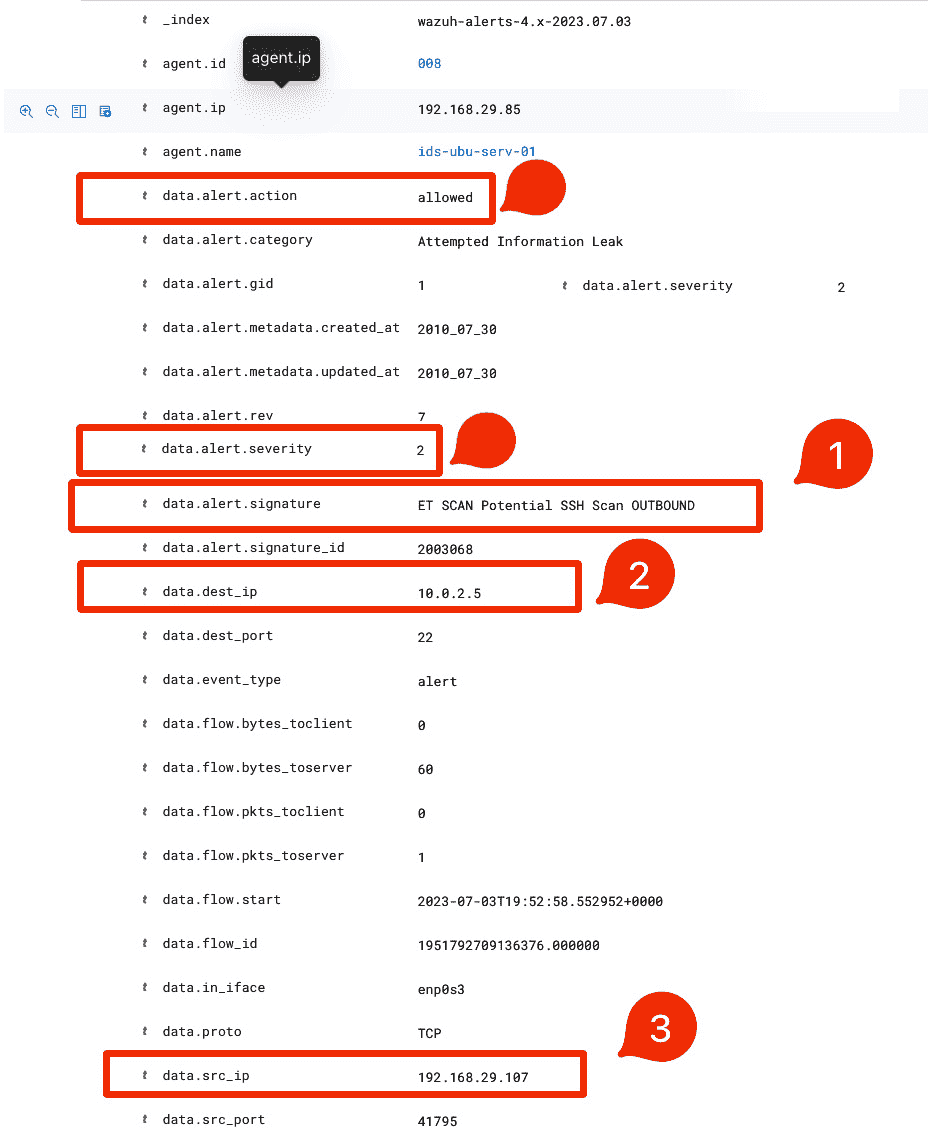 _index wazuh-alerts-4.x-2023.07.03
agent.id 008
agent.ip
agent.ip 192.168.29.85
agent.name ids-ubu-serv-01
data.alert.action allowed
data.alert.category Attempted Information Leak
data.alert.gid 1 t data.alert.severity 2
t data.alert.metadata.created_at 2010_07_30
t data.alert.metadata.updated_at 2010_07_30
t data.alert.rev 7
t data.alert.severity 2
1
t data.alert.signature ET SCAN Potential SSH Scan OUTBOUND
t data.alert.signature_id 2003068
2
t data.dest_ip 10.0.2.5
t data.dest_port 22
t data.event_type alert
t data.flow.bytes_toclient 0
t data.flow.bytes_toserver 60
t data.flow.pkts_toclient 0
t data.flow.pkts_toserver 1
t data.flow.start 2023-07-03T19:52:58.552952+0000
t data.flow_id 1951792709136376.000000
t data.in_iface enp0s3
t data.proto TCP
3
t data.src_ip 192.168.29.107
t data.src_port 41795